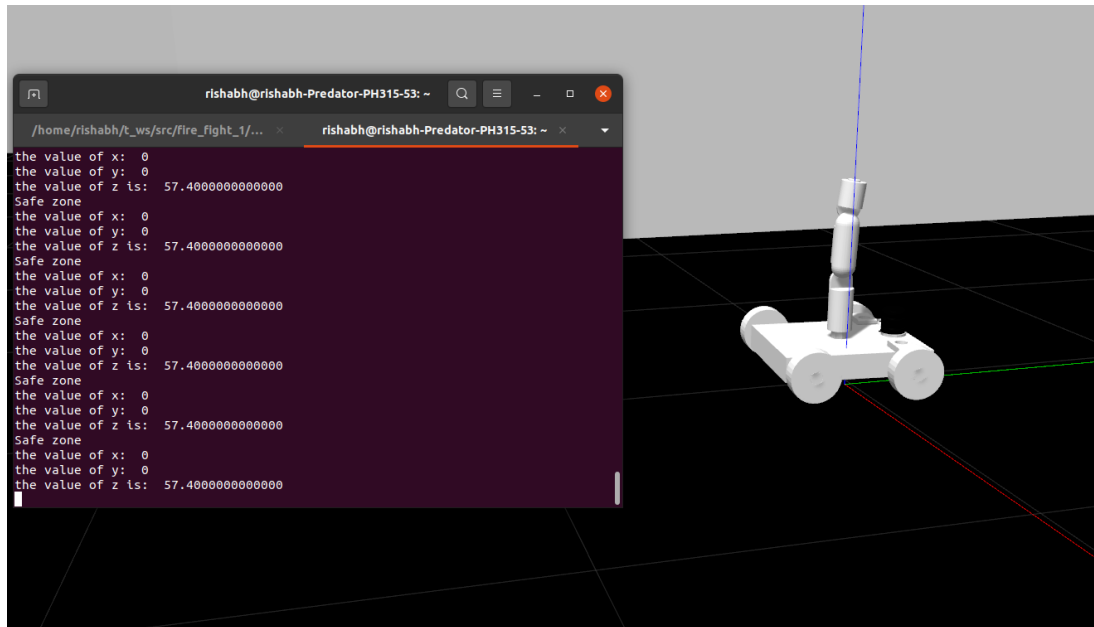 rishabh@rishabh-Predator-PH315-53: ~
/home/rishabh/t_ws/src/fire_fight_1/...
rishabh@rishabh-Predator-PH315-53: ~
the value of x:  0
the value of y:  0
the value of z is:  57.4000000000000
Safe zone
the value of x:  0
the value of y:  0
the value of z is:  57.4000000000000
Safe zone
the value of x:  0
the value of y:  0
the value of z is:  57.4000000000000
Safe zone
the value of x:  0
the value of y:  0
the value of z is:  57.4000000000000
Safe zone
the value of x:  0
the value of y:  0
the value of z is:  57.4000000000000
Safe zone
the value of x:  0
the value of y:  0
the value of z is:  57.4000000000000